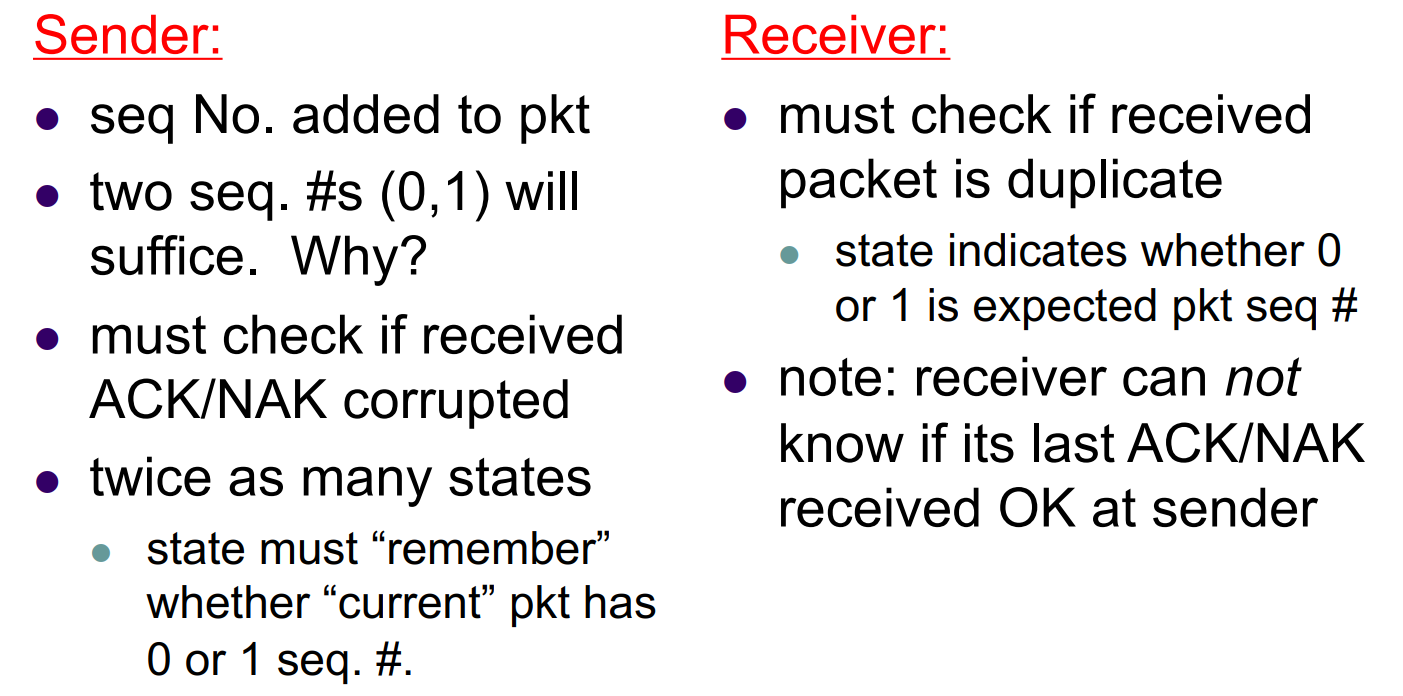 Sender:
seq No. added to pkt
two seq. #s (0,1) will
suffice.  Why?
must check if received
ACK/NAK corrupted
twice as many states
state must “remember”
whether “current” pkt has
0 or 1 seq. #.
Receiver:
must check if received
packet is duplicate
state indicates whether 0
or 1 is expected pkt seq #
note: receiver can not
know if its last ACK/NAK
received OK at sender